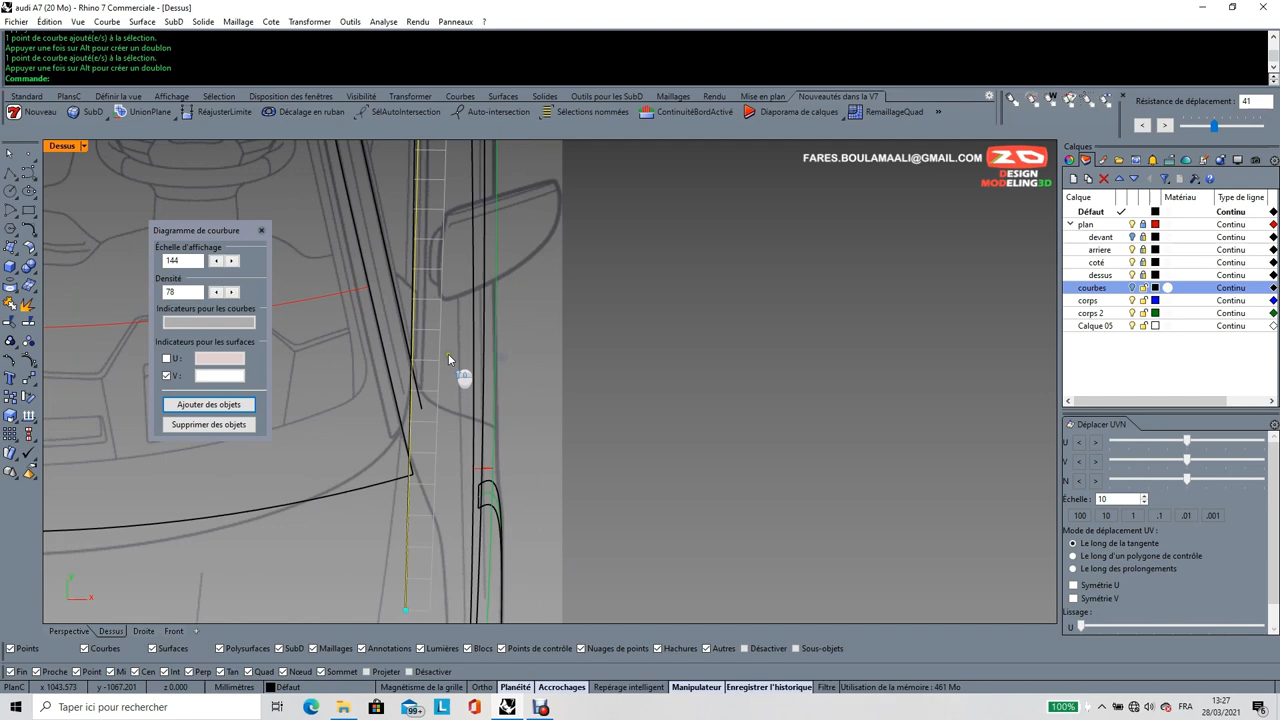 audi A7 (20 Mo) - Rhino 7 Commerciale - [Dessus]
Fichier Édition Vue Courbe Surface SubD Solide Maillage Cote Transformer Outils Analyse Rendu Panneaux ?
1 point de courbe ajouté(e/s) à la sélection.
Appuyer une fois sur Alt pour créer un doublon
1 point de courbe ajouté(e/s) à la sélection.
Appuyer une fois sur Alt pour créer un doublon
Commande:
Standard PlansC Définir la vue Affichage Sélection Disposition des fenêtres Visibilité Transformer Courbes Surfaces Solides Outils pour les SubD Maillages Rendu Mise en plan Nouveautés dans la V7
Nouveau SubD UnionPlane RéajusterLimite Décalage en ruban SélAutoIntersection Auto-intersection Sélections nommées ContinuitéBordActivé Diaporama de calques RemaillageQuad »
Résistance de déplacement : 41
Dessus
FARES.BOULAMAALI@GMAIL.COM
DESIGN
MODELING3D
Diagramme de courbure
Échelle d'affichage
144
Densité
78
Indicateurs pour les courbes
Indicateurs pour les surfaces
U :
V :
Ajouter des objets
Supprimer des objets
y
x
Calques
Calque Matériau Type de ligne
Défaut Continu
plan Continu
devant Continu
arriere Continu
coté Continu
dessus Continu
courbes Continu
corps Continu
corps 2 Continu
Calque 05 Continu
Déplacer UVN
U < >
V < >
N < >
Échelle : 10
100 10 1 .1 .01 .001
Mode de déplacement UV :
Le long de la tangente
Le long d'un polygone de contrôle
Le long des prolongements
Symétrie U
Symétrie V
Lissage :
U
Perspective Dessus Droite Front
Points Courbes Surfaces Polysurfaces SubD Maillages Annotations Lumières Blocs Points de contrôle Nuages de points Hachures Autres Désactiver Sous-objets
Fin Proche Point Mi Cen Int Perp Tan Quad Nœud Sommet Projeter Désactiver
PlanC x 1043.573 y -1067.201 z 0.000 Millimètres Défaut Magnétisme de la grille Ortho Planéité Accrochages Repérage intelligent Manipulateur Enregistrer l'historique Filtre Utilisation de la mémoire : 461 Mo
Taper ici pour rechercher
99+
100%
FRA
13:27
28/03/2021
6